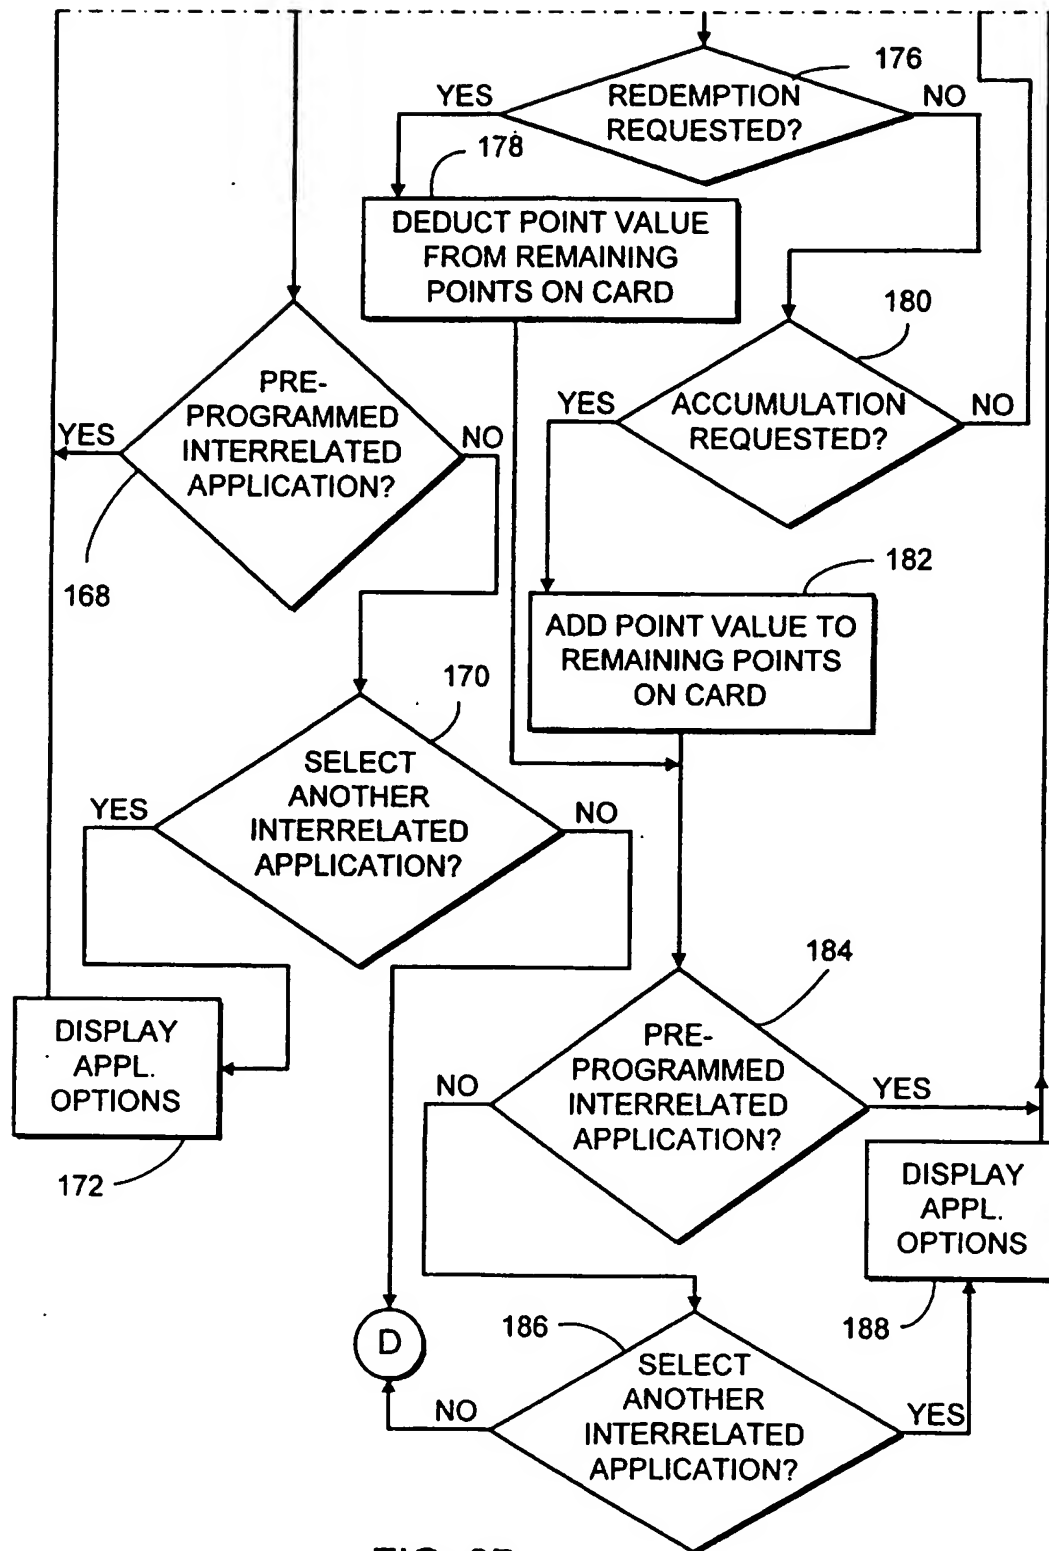 176
YES
REDEMPTION
REQUESTED?
NO
178
DEDUCT POINT VALUE
FROM REMAINING
POINTS ON CARD
180
PRE-
PROGRAMMED
INTERRELATED
APPLICATION?
YES
NO
168
YES
ACCUMULATION
REQUESTED?
NO
182
ADD POINT VALUE TO
REMAINING POINTS
ON CARD
170
SELECT
ANOTHER
INTERRELATED
APPLICATION?
YES
NO
184
DISPLAY
APPL.
OPTIONS
172
PRE-
PROGRAMMED
INTERRELATED
APPLICATION?
NO
YES
DISPLAY
APPL.
OPTIONS
188
D
186
SELECT
ANOTHER
INTERRELATED
APPLICATION?
NO
YES